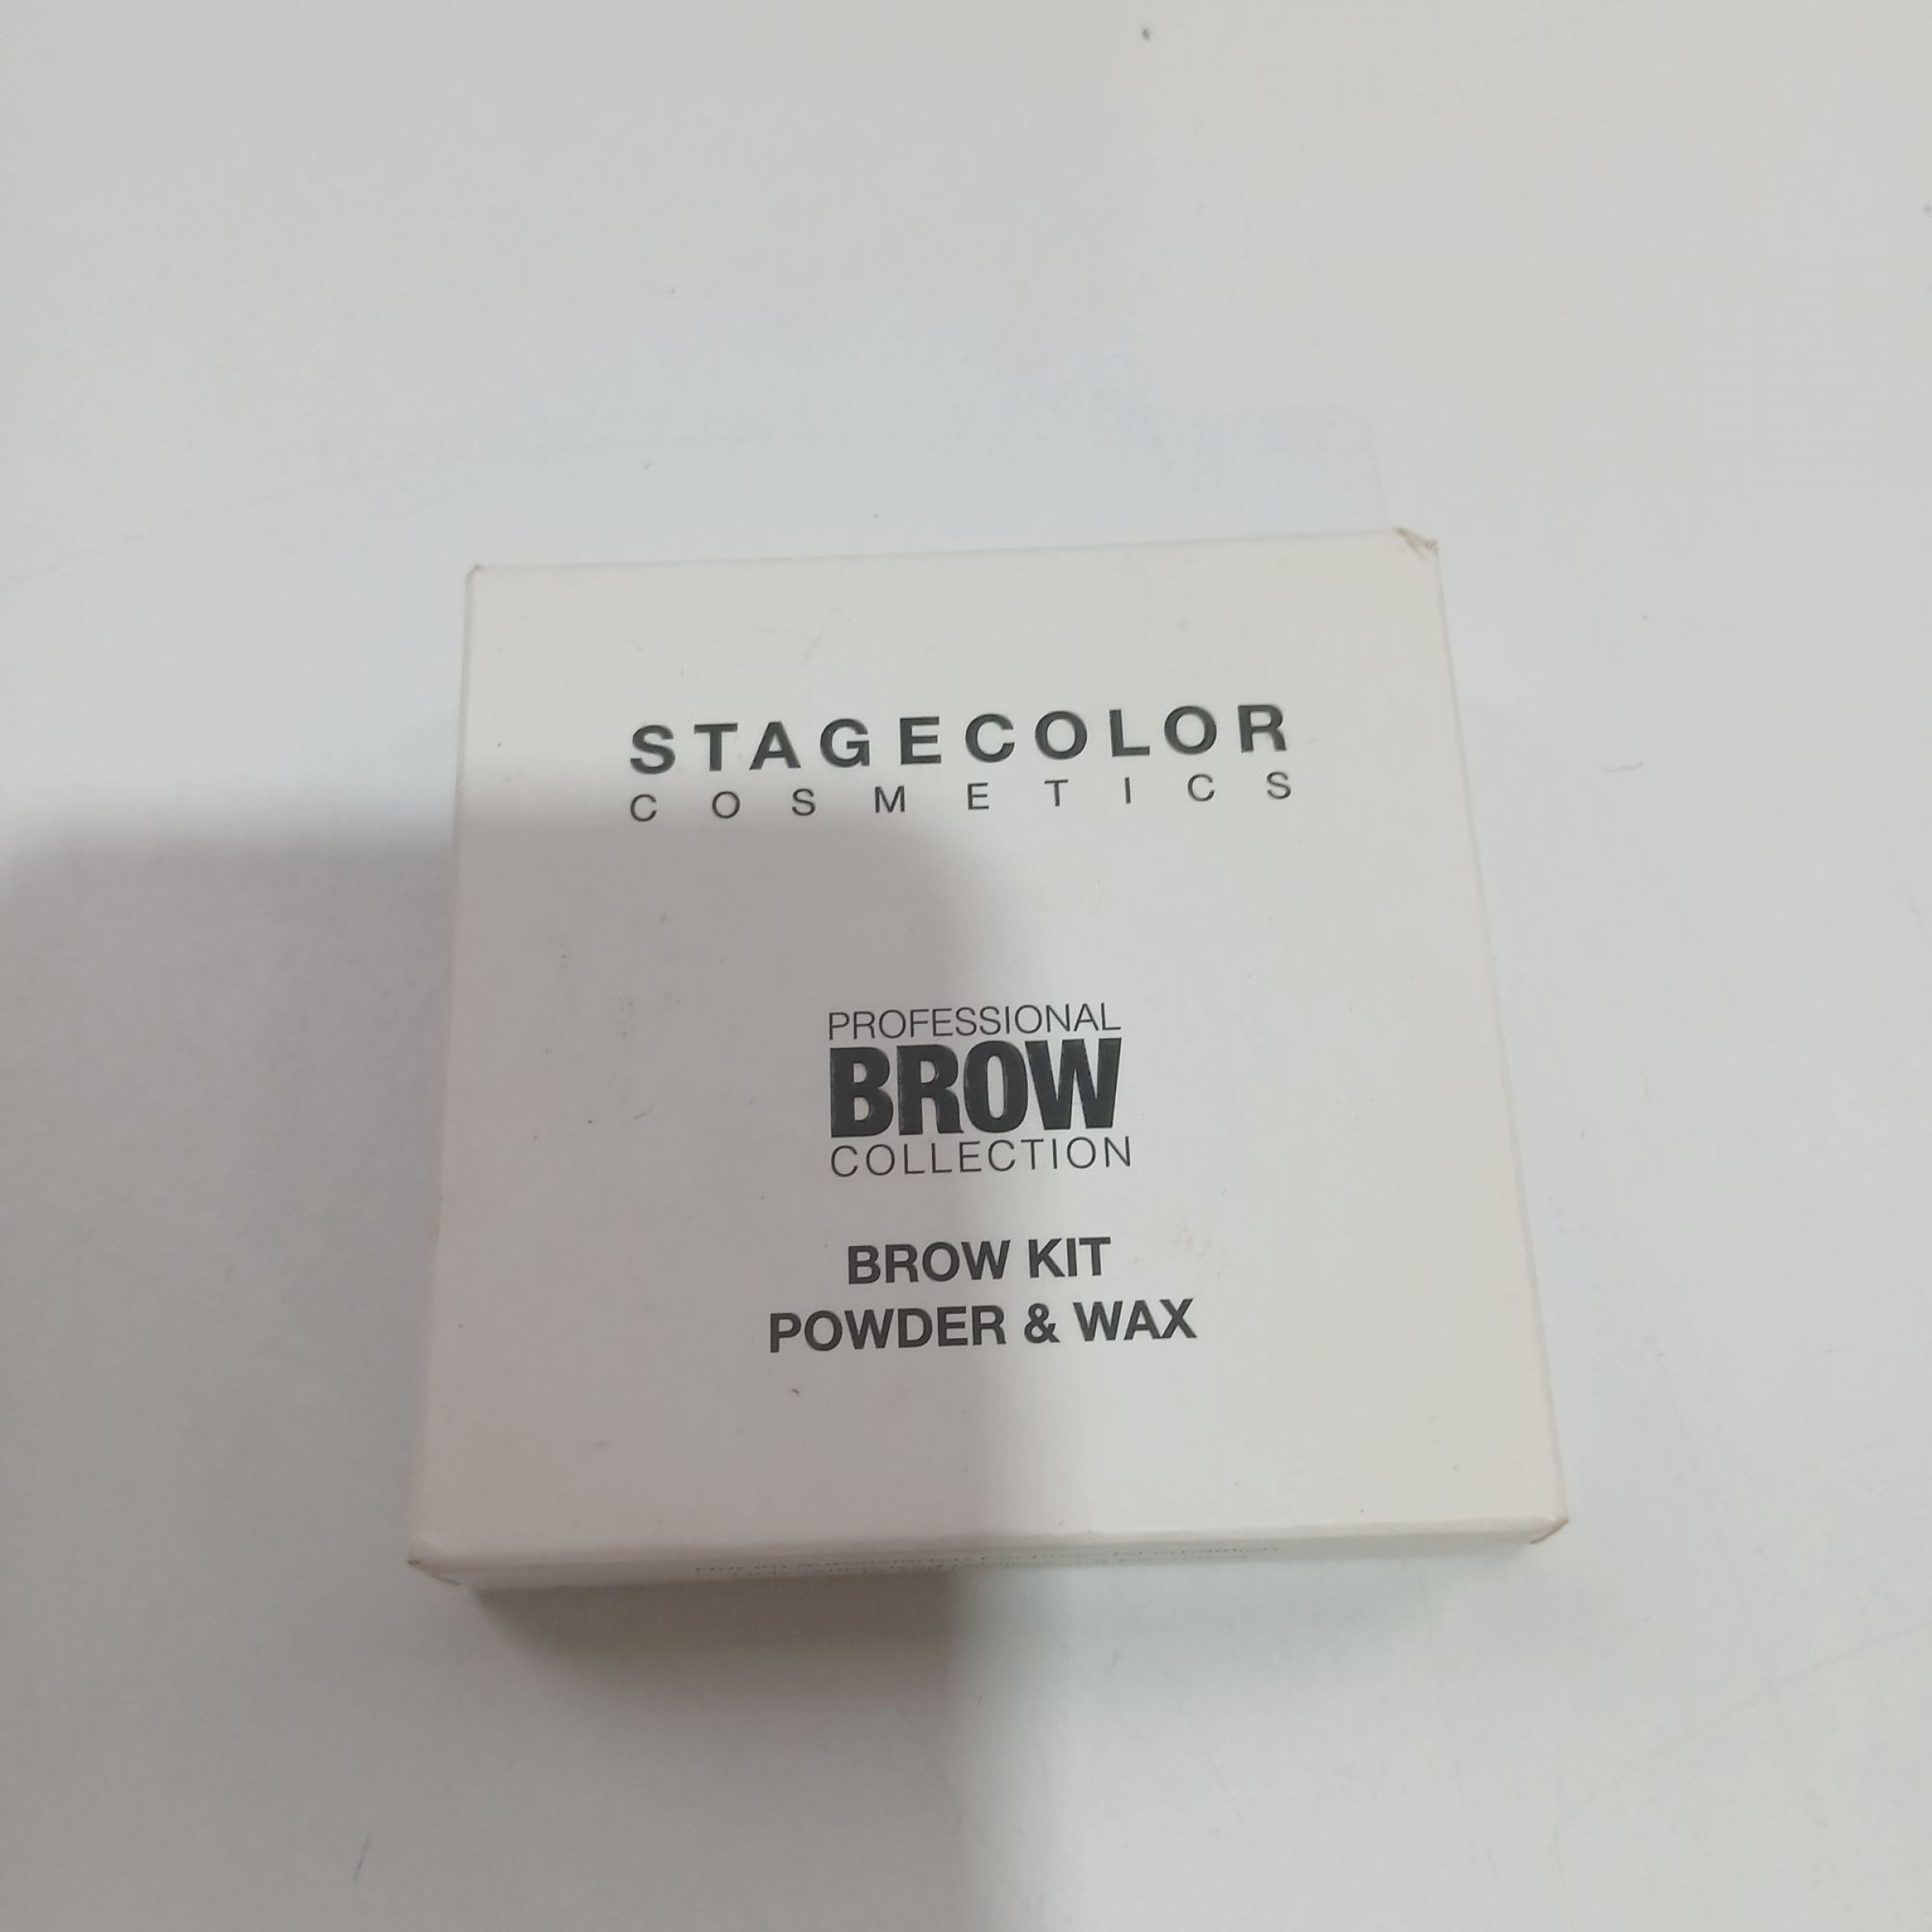 STAGECOLOR
COSMETICS
PROFESSIONAL
BROW
COLLECTION
BROW KIT
POWDER & WAX